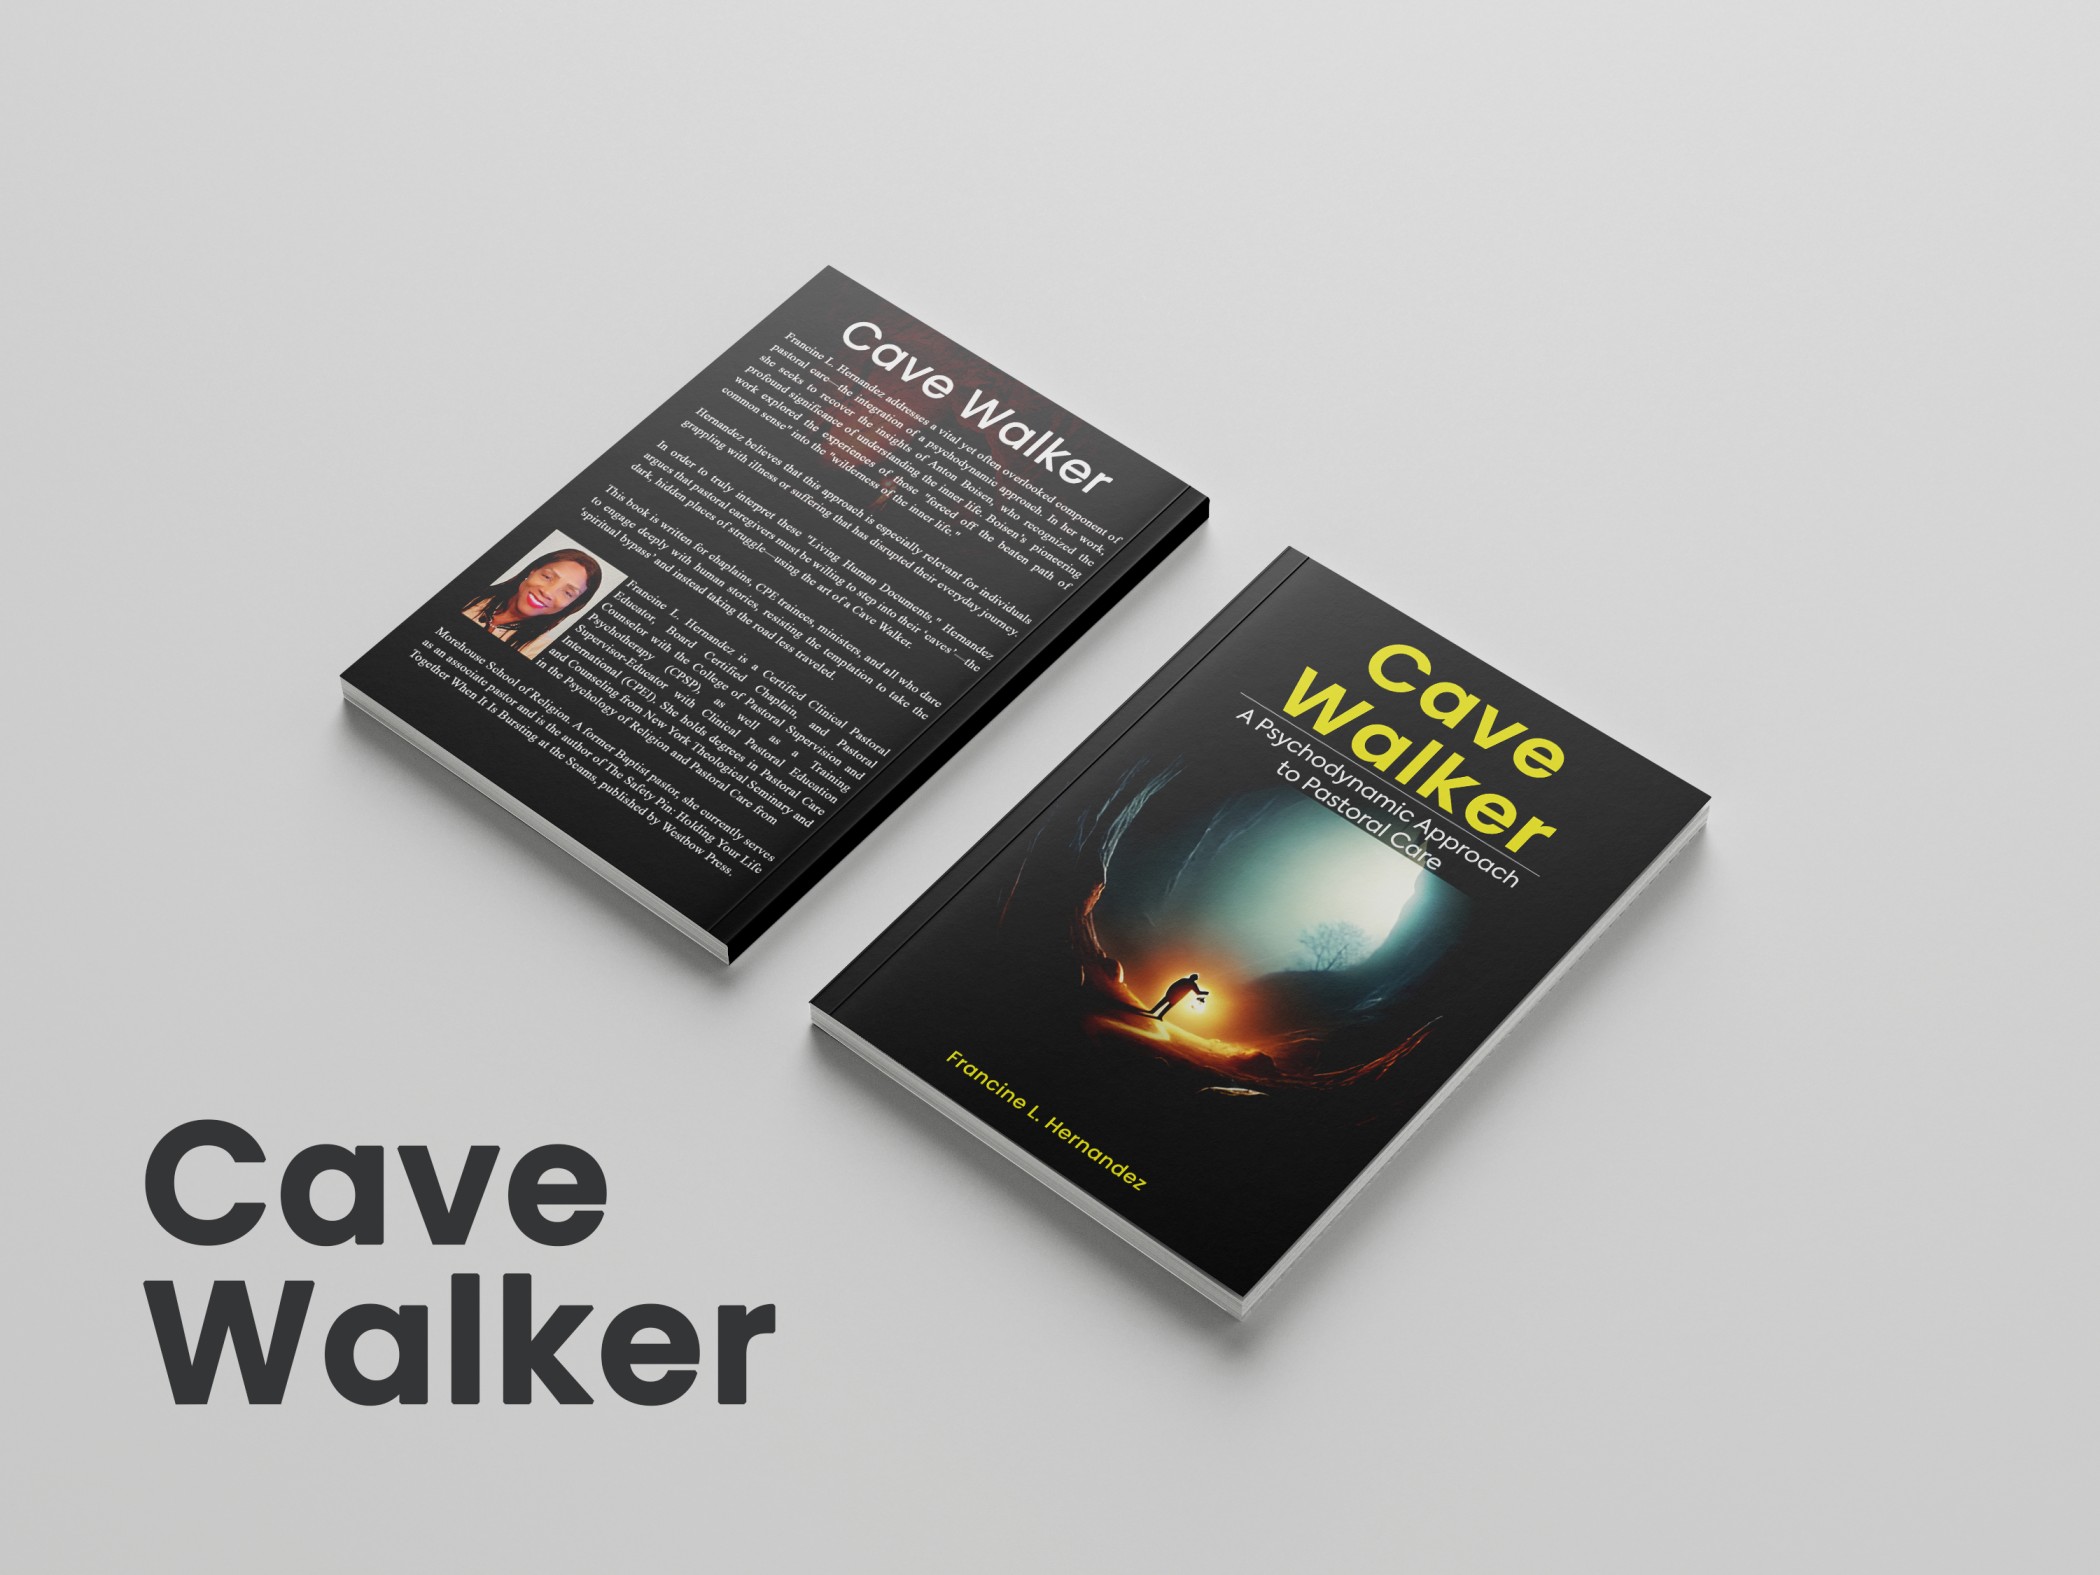 Cave Walker
Francine L. Hernandez addresses a vital yet often overlooked component of
pastoral care—the integration of a psychodynamic approach. In her work,
she seeks to recover the insights of Anton Boisen, who recognized the
profound significance of understanding the inner life. Boisen's pioneering
work explored the experiences of those "forced off the beaten path of
common sense" into the "wilderness of the inner life."
Hernandez believes that this approach is especially relevant for individuals
grappling with illness or suffering that has disrupted their everyday journey.
In order to truly interpret these "Living Human Documents," Hernandez
argues that pastoral caregivers must be willing to step into their 'caves'—the
dark, hidden places of struggle—using the art of a Cave Walker.
This book is written for chaplains, CPE trainees, ministers, and all who dare
to engage deeply with human stories, resisting the temptation to take the
'spiritual bypass' and instead taking the road less traveled.
Francine L. Hernandez is a Certified Clinical Pastoral
Educator, Board Certified Chaplain, and Pastoral
Counselor with the College of Pastoral Supervision and
Psychotherapy (CPSP), as well as a Training
Supervisor-Educator with Clinical Pastoral Education
International (CPEI). She holds degrees in Pastoral Care
and Counseling from New York Theological Seminary and
in the Psychology of Religion and Pastoral Care from
Morehouse School of Religion. A former Baptist pastor, she currently serves
as an associate pastor and is the author of The Safety Pin: Holding Your Life
Together When It Is Bursting at the Seams, published by Westbow Press.
Cave
Walker
A Psychodynamic Approach
to Pastoral Care
Francine L. Hernandez
Cave
Walker